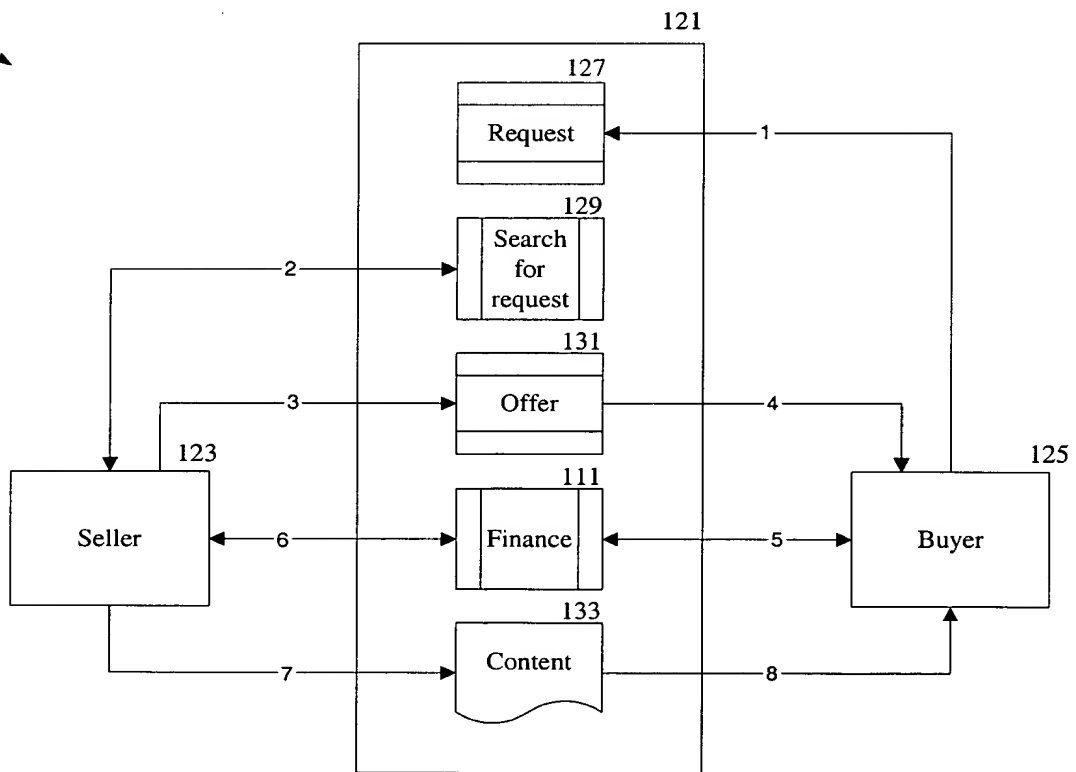 121
127
Request
1
129
Search
for
request
2
131
Offer
3
4
123
Seller
125
Buyer
111
Finance
6
5
133
Content
7
8